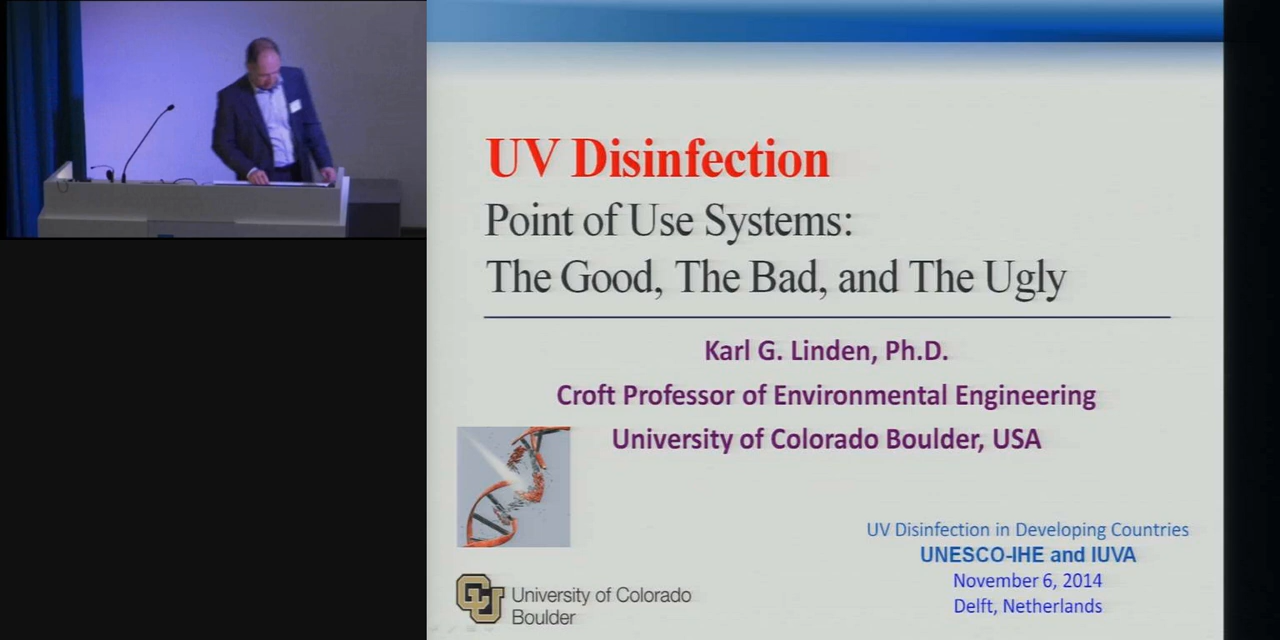 UV Disinfection
Point of Use Systems:
The Good, The Bad, and The Ugly
Karl G. Linden, Ph.D.
Croft Professor of Environmental Engineering
University of Colorado Boulder, USA
UV Disinfection in Developing Countries
UNESCO-IHE and IUVA
November 6, 2014
Delft, Netherlands
CU
University of Colorado
Boulder